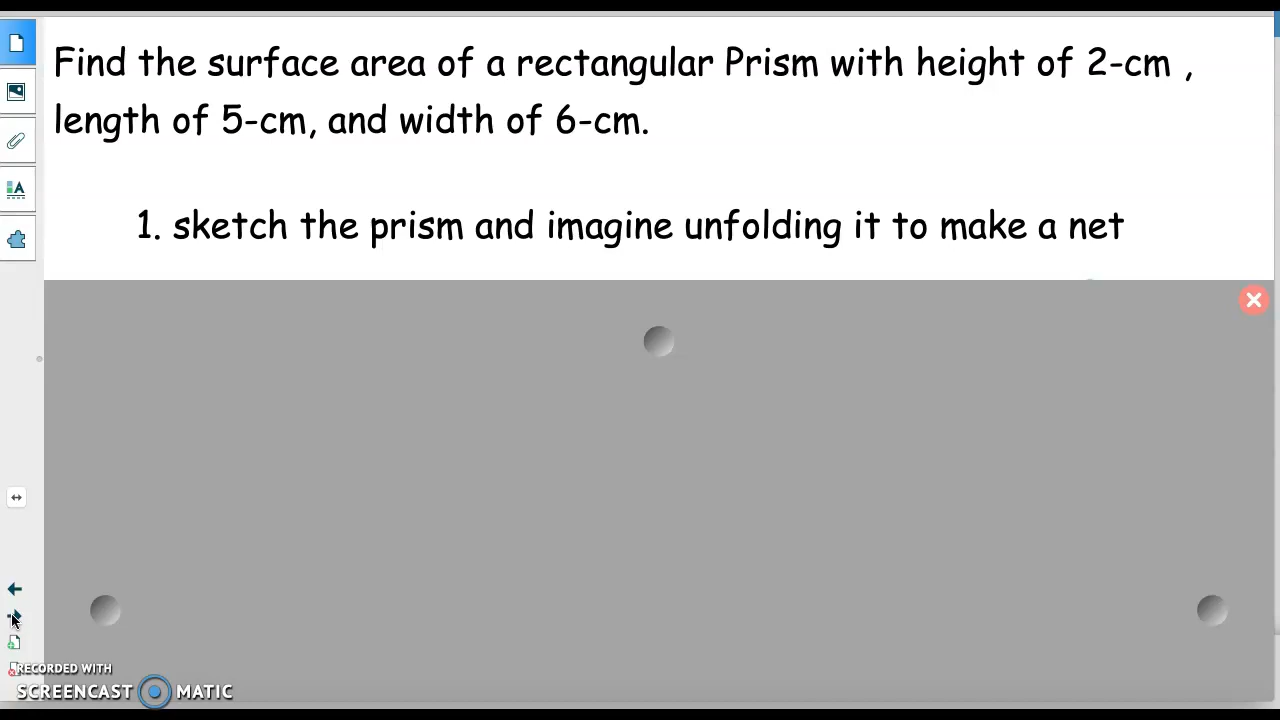 Find the surface area of a rectangular Prism with height of 2-cm ,
length of 5-cm, and width of 6-cm.
1. sketch the prism and imagine unfolding it to make a net
A
RECORDED WITH
SCREENCAST MATIC